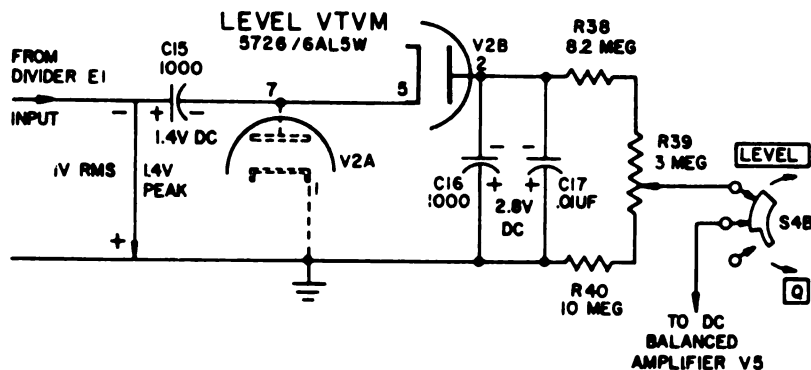 LEVEL VTVM
5726/6AL5W
C15
1000
FROM
DIVIDER E1
INPUT
V2B
2
5
7
R38
8.2 MEG
R39
3 MEG
LEVEL
S4B
Q
- + -
1.4V DC
V2A
1
1V RMS
1.4V
PEAK
+
- -
+ +
C16
1000
2.8V
DC
C17
.01UF
R40
10 MEG
TO DC
BALANCED
AMPLIFIER V5